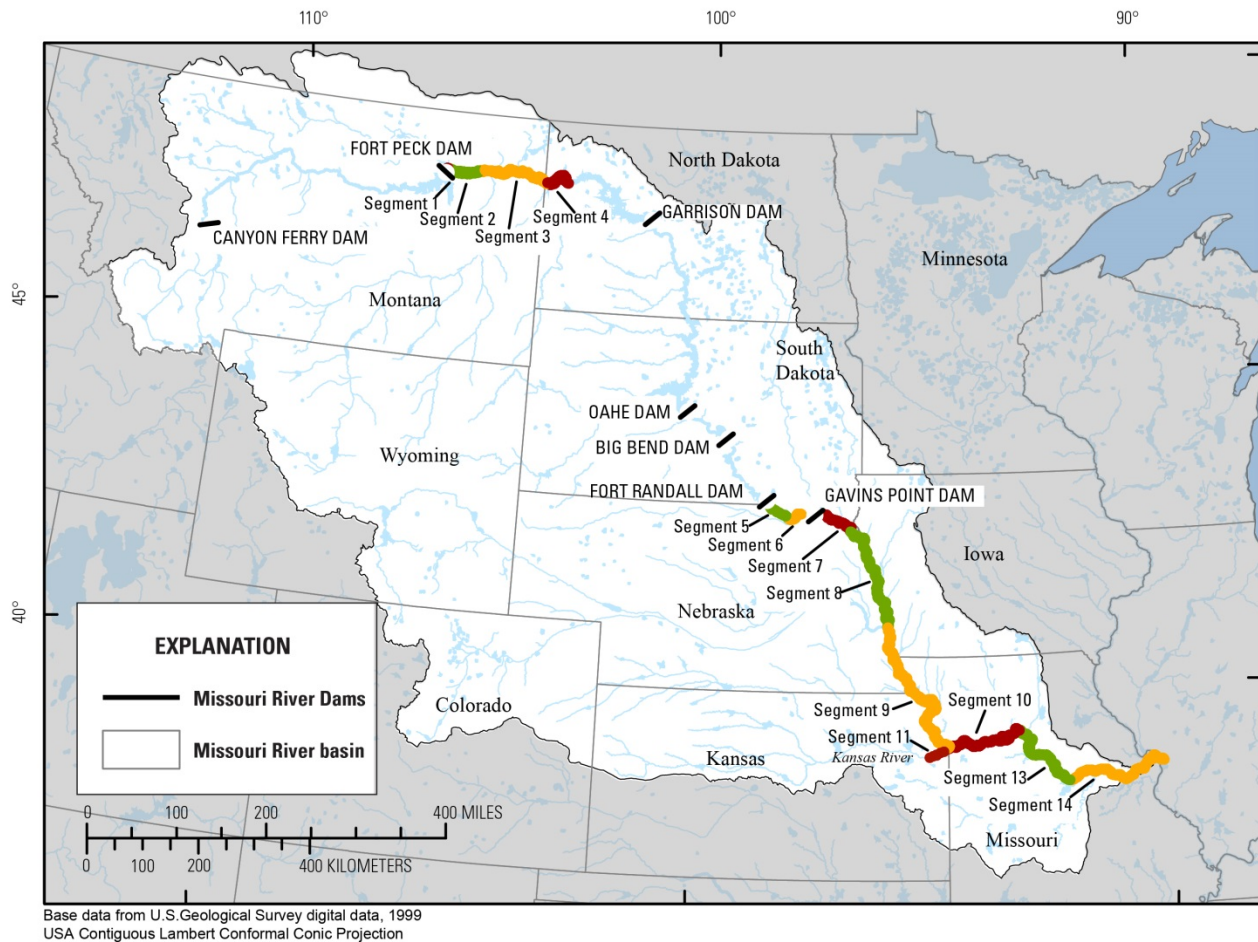 110°
100°
90°
45°
40°
FORT PECK DAM
North Dakota
Segment 1
Segment 2
Segment 3
Segment 4
GARRISON DAM
CANYON FERRY DAM
Minnesota
Montana
South
Dakota
OAHE DAM
BIG BEND DAM
Wyoming
FORT RANDALL DAM
GAVINS POINT DAM
Segment 5
Segment 6
Segment 7
Iowa
Segment 8
Nebraska
EXPLANATION
Missouri River Dams
Missouri River basin
Colorado
Segment 9
Segment 10
Segment 11
Kansas River
Kansas
Segment 13
Segment 14
Missouri
0 100 200 400 MILES
0 100 200 400 KILOMETERS
Base data from U.S.Geological Survey digital data, 1999
USA Contiguous Lambert Conformal Conic Projection